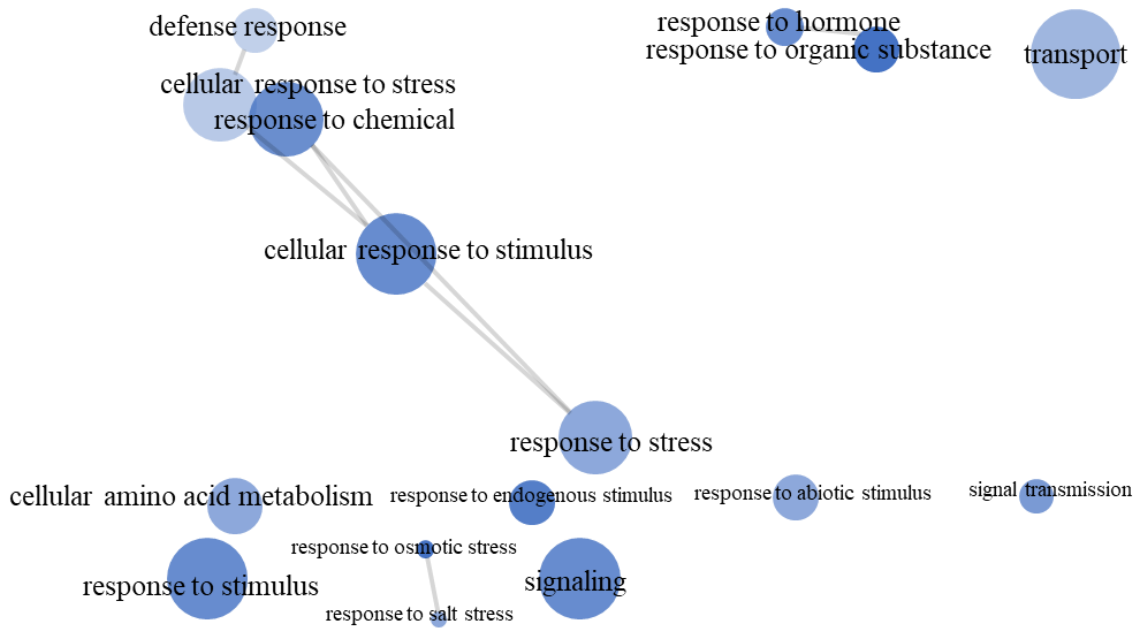 defense response
response to hormone
response to organic substance
transport
cellular response to stress
response to chemical
cellular response to stimulus
response to stress
cellular amino acid metabolism
response to endogenous stimulus
response to abiotic stimulus
signal transmission
response to osmotic stress
response to stimulus
signaling
response to salt stress